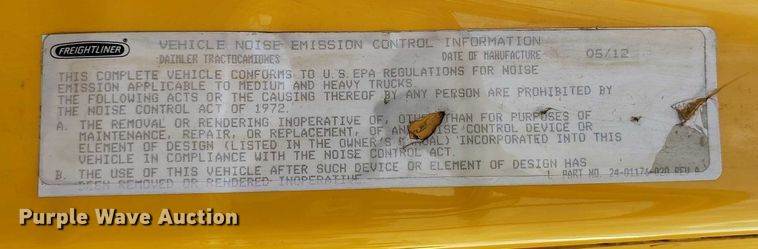 FREIGHTLINER
VEHICLE NOISE EMISSION CONTROL INFORMATION
DAIMLER TRACTOCAMIONES DATE OF MANUFACTURE 05/12
THIS COMPLETE VEHICLE CONFORMS TO U.S.EPA REGULATIONS FOR NOISE
EMISSION APPLICABLE TO MEDIUM AND HEAVY TRUCKS.
THE FOLLOWING ACTS OR THE CAUSING THEREOF BY ANY PERSON ARE PROHIBITED BY
THE NOISE CONTROL ACT OF 1972.
A. THE REMOVAL OR RENDERING INOPERATIVE OF, OTHER THAN FOR PURPOSES OF
MAINTENANCE, REPAIR, OR REPLACEMENT, OF ANY NOISE CONTROL DEVICE OR
ELEMENT OF DESIGN (LISTED IN THE OWNER'S MANUAL) INCORPORATED INTO THIS
VEHICLE IN COMPLIANCE WITH THE NOISE CONTROL ACT.
B. THE USE OF THIS VEHICLE AFTER SUCH DEVICE OR ELEMENT OF DESIGN HAS
BEEN REMOVED OR RENDERED INOPERATIVE PART NO. 24-01174-020 REV A
Purple Wave Auction